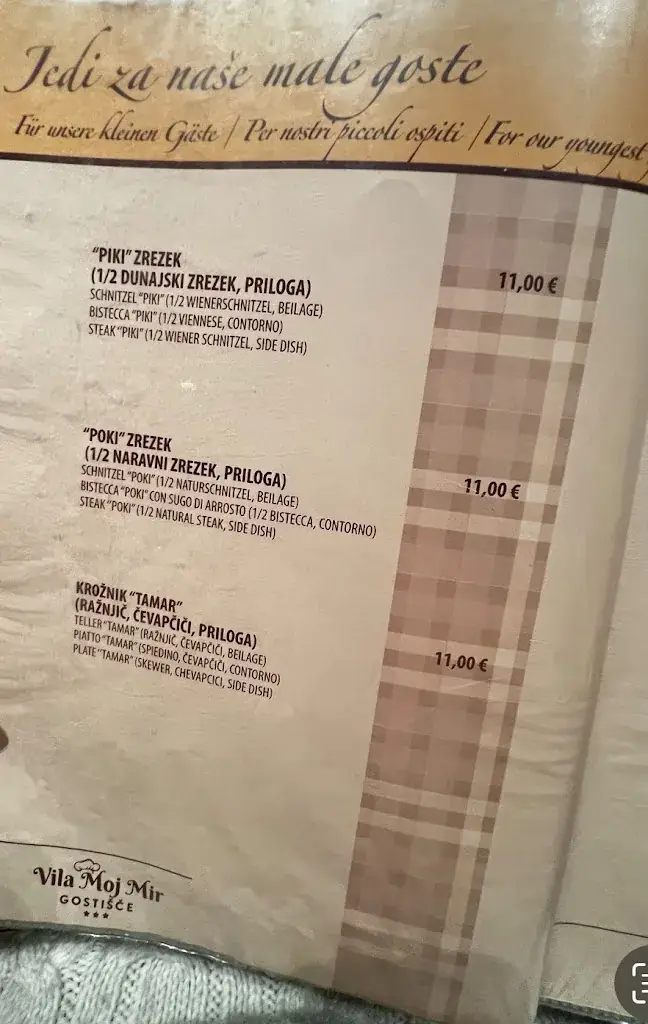 Jedi za naše male goste
Für unsere kleinen Gäste / Per nostri piccoli ospiti / For our youngest
"PIKI" ZREZEK
(1/2 DUNAJSKI ZREZEK, PRILOGA)
11,00 €
SCHNITZEL "PIKI" (1/2 WIENERSCHNITZEL, BEILAGE)
BISTECCA "PIKI" (1/2 VIENNESE, CONTORNO)
STEAK "PIKI" (1/2 WIENER SCHNITZEL, SIDE DISH)
"POKI" ZREZEK
(1/2 NARAVNI ZREZEK, PRILOGA)
11,00 €
SCHNITZEL "POKI" (1/2 NATURSCHNITZEL, BEILAGE)
BISTECCA "POKI" CON SUGO DI ARROSTO (1/2 BISTECCA, CONTORNO)
STEAK "POKI" (1/2 NATURAL STEAK, SIDE DISH)
KROŽNIK "TAMAR"
(RAŽNJIČ, ČEVAPČIČI, PRILOGA)
11,00 €
TELLER "TAMAR" (RAŽNJIČ, ČEVAPČIČI, BEILAGE)
PIATTO "TAMAR" (SPIEDINO, ČEVAPČIČI, CONTORNO)
PLATE "TAMAR" (SKEWER, CHEVAPCICI, SIDE DISH)
Vila Moj Mir
GOSTIŠČE